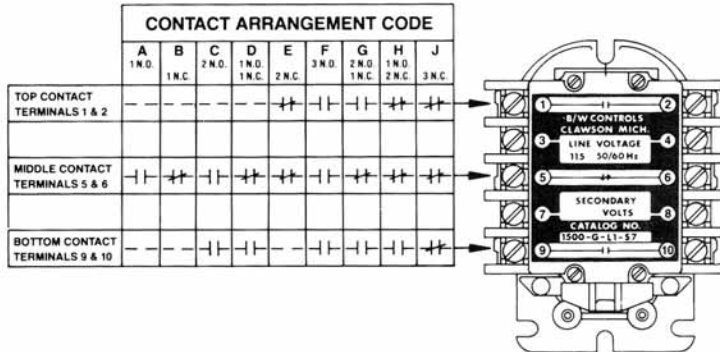 CONTACT ARRANGEMENT CODE
A B C D E F G H J
1 N.O. 2 N.O. 1 N.O. 3 N.O. 2 N.O. 1 N.O.
1 N.C. 1 N.C. 2 N.C. 1 N.C. 2 N.C. 3 N.C.
TOP CONTACT
TERMINALS 1 & 2
MIDDLE CONTACT
TERMINALS 5 & 6
BOTTOM CONTACT
TERMINALS 9 & 10
1 2
B/W CONTROLS
CLAWSON MICH.
3 4
LINE VOLTAGE
115 50/60 Hz
5 6
SECONDARY
7 VOLTS 8
CATALOG NO.
1500-G-L1-S7
9 10